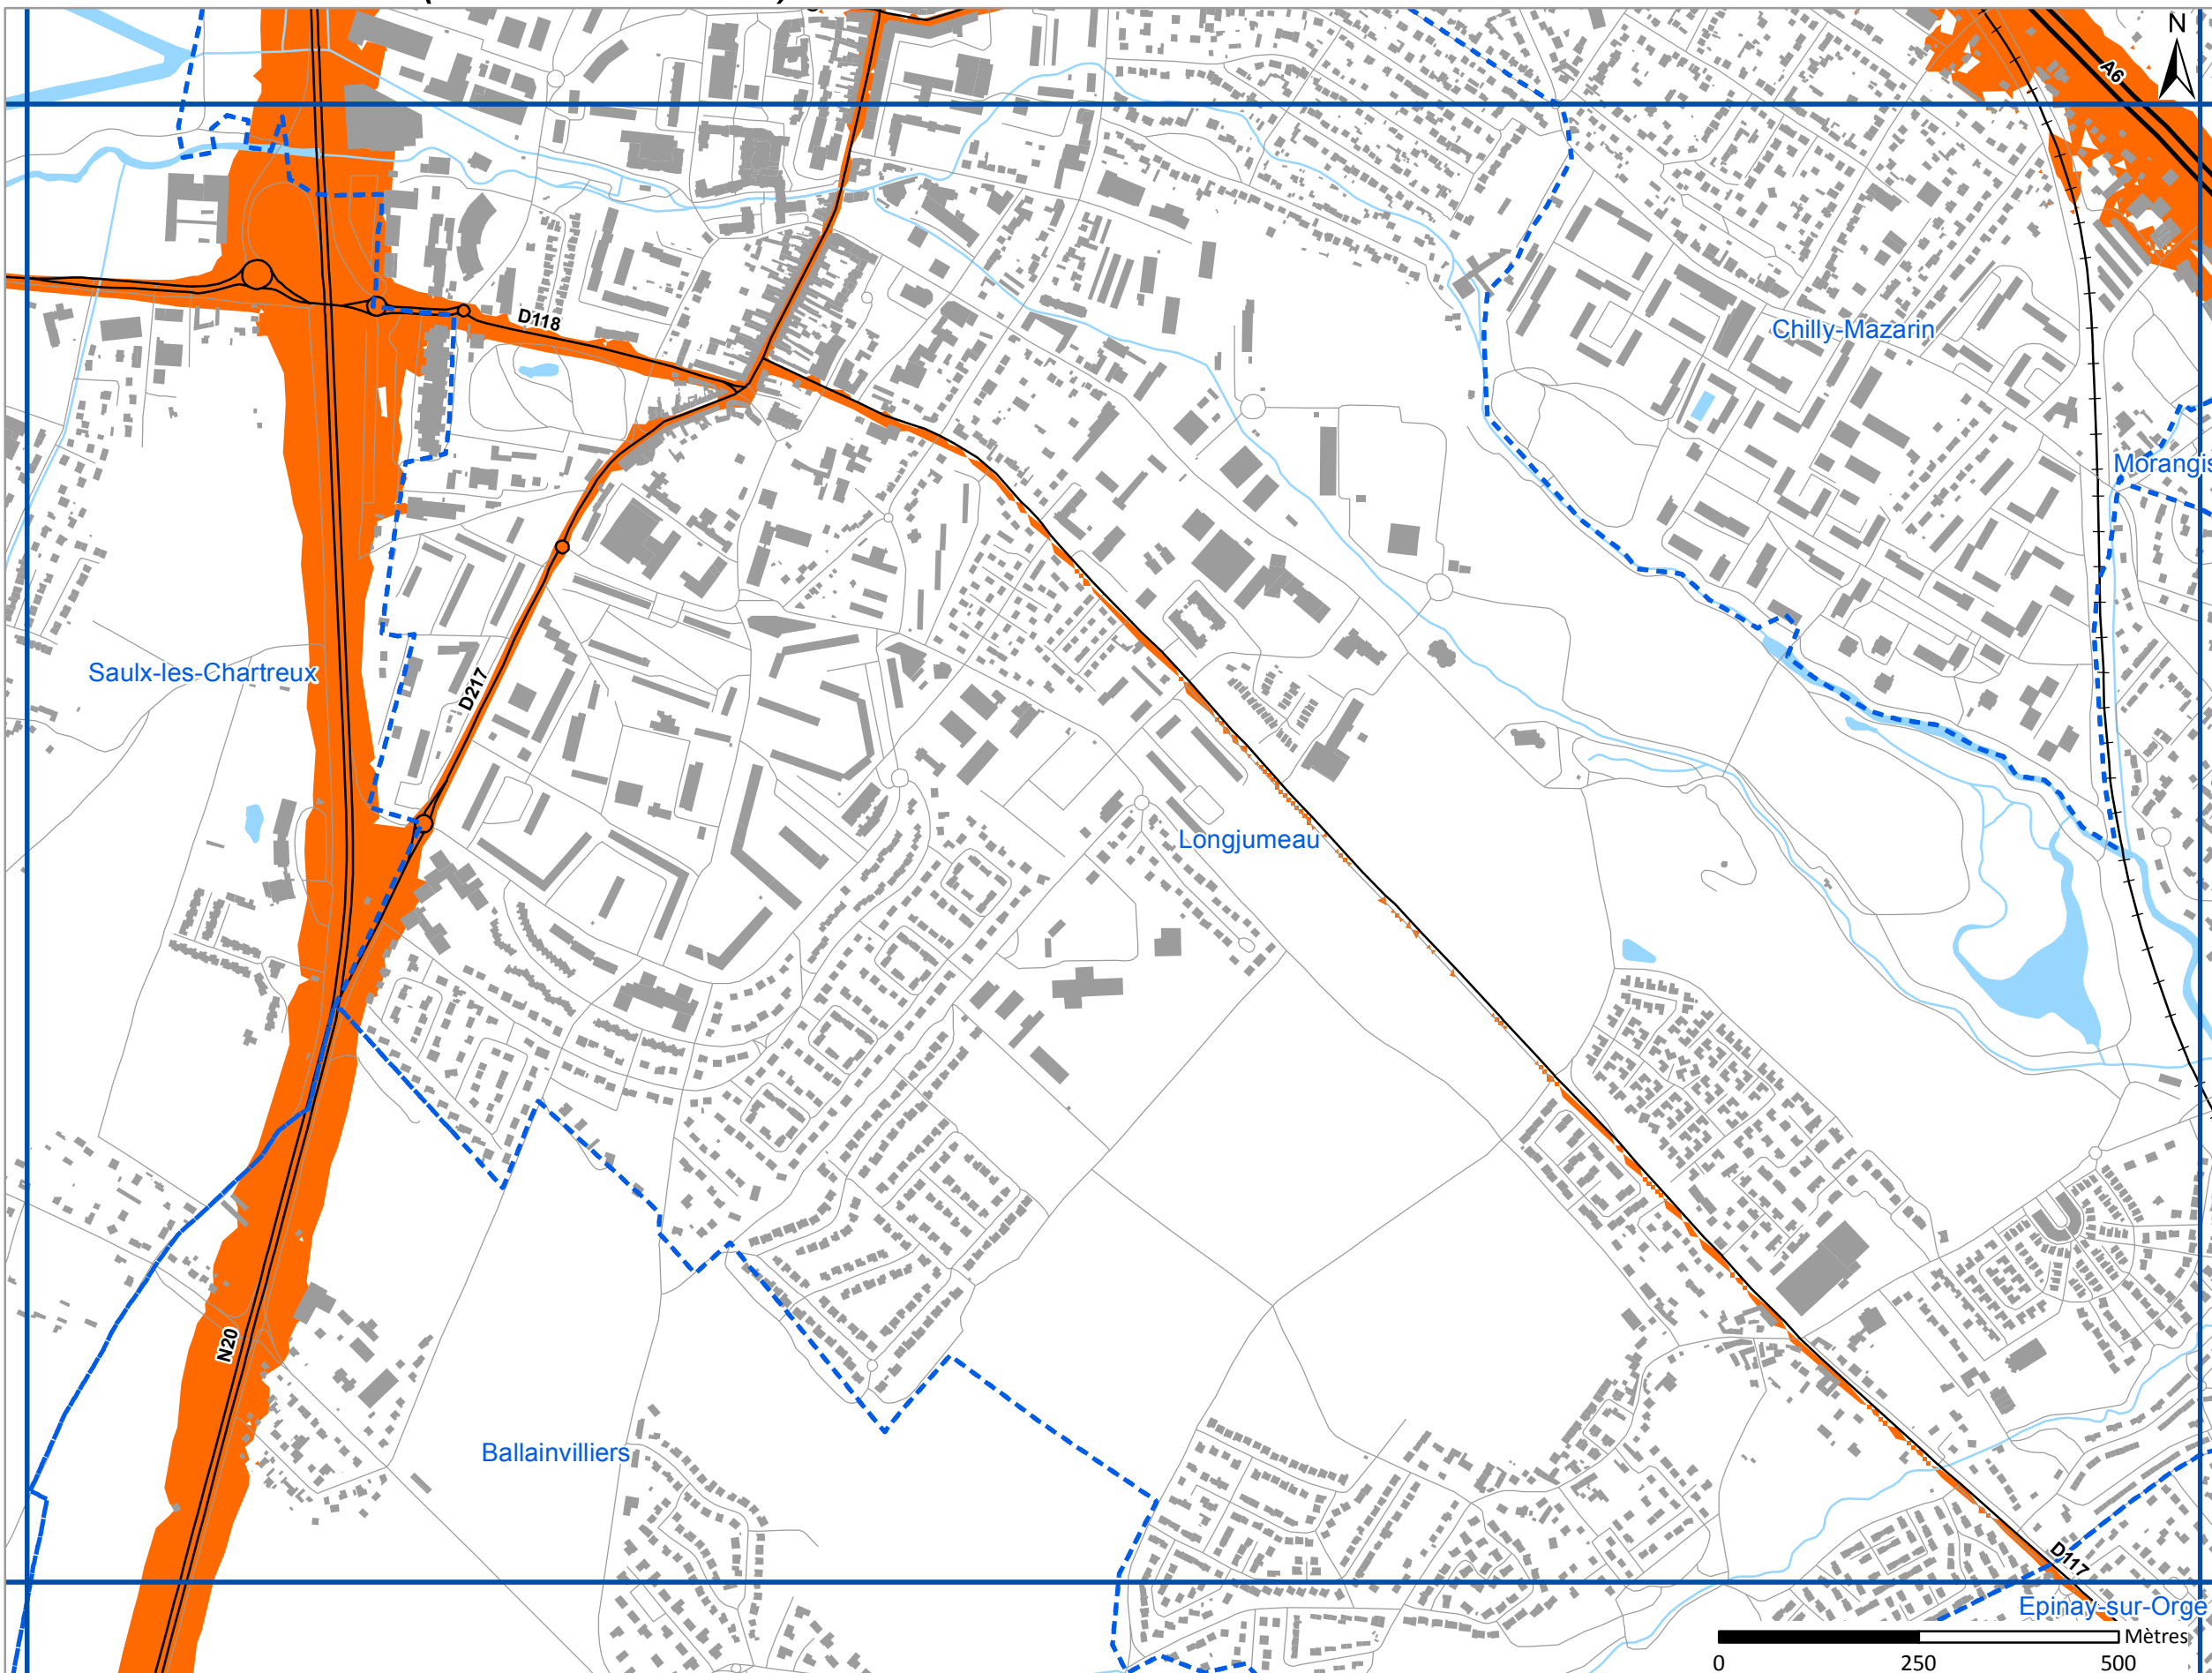 N
A6
D118
Chilly-Mazarin
Morangis
Saulx-les-Chartreux
D217
Longjumeau
N20
Ballainvilliers
D117
Epinay-sur-Orge
Mètres
0 250 500